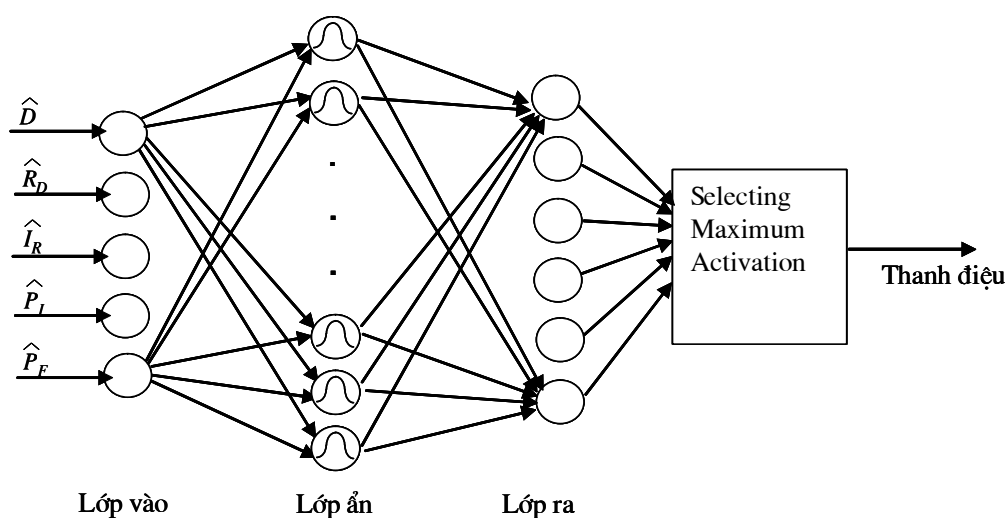 D̂
R̂_D
Î_R
P̂_I
P̂_F
Selecting
Maximum
Activation
Thanh điệu
Lớp vào
Lớp ẩn
Lớp ra